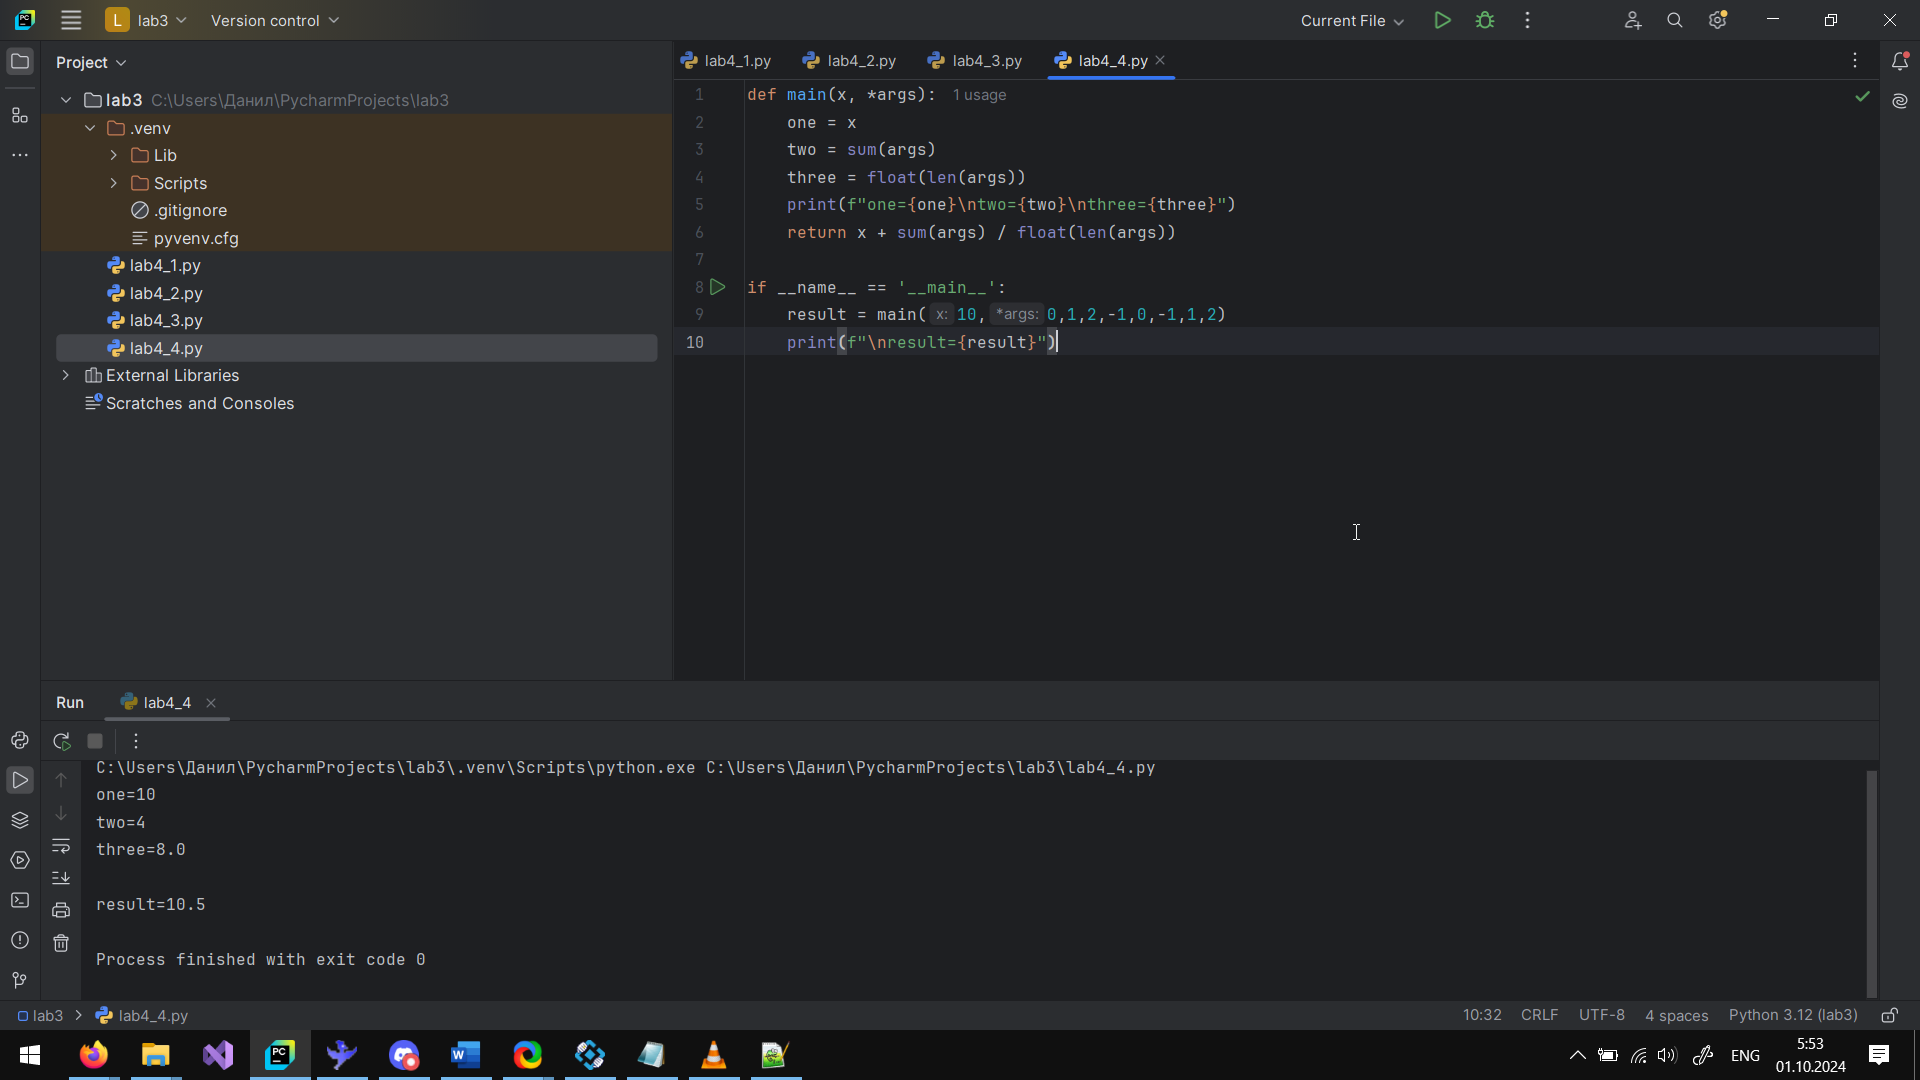 L lab3 Version control Current File
Project
lab3 C:\Users\Данил\PycharmProjects\lab3
.venv
Lib
Scripts
.gitignore
pyvenv.cfg
lab4_1.py
lab4_2.py
lab4_3.py
lab4_4.py
External Libraries
Scratches and Consoles
lab4_1.py lab4_2.py lab4_3.py lab4_4.py
1 def main(x, *args): 1 usage
2 one = x
3 two = sum(args)
4 three = float(len(args))
5 print(f"one={one}\ntwo={two}\nthree={three}")
6 return x + sum(args) / float(len(args))
7
8 if __name__ == '__main__':
9 result = main( x: 10, *args: 0,1,2,-1,0,-1,1,2)
10 print(f"\nresult={result}")
Run lab4_4
C:\Users\Данил\PycharmProjects\lab3\.venv\Scripts\python.exe C:\Users\Данил\PycharmProjects\lab3\lab4_4.py
one=10
two=4
three=8.0
result=10.5
Process finished with exit code 0
lab3 lab4_4.py 10:32 CRLF UTF-8 4 spaces Python 3.12 (lab3)
PC
W
ENG
5:53
01.10.2024